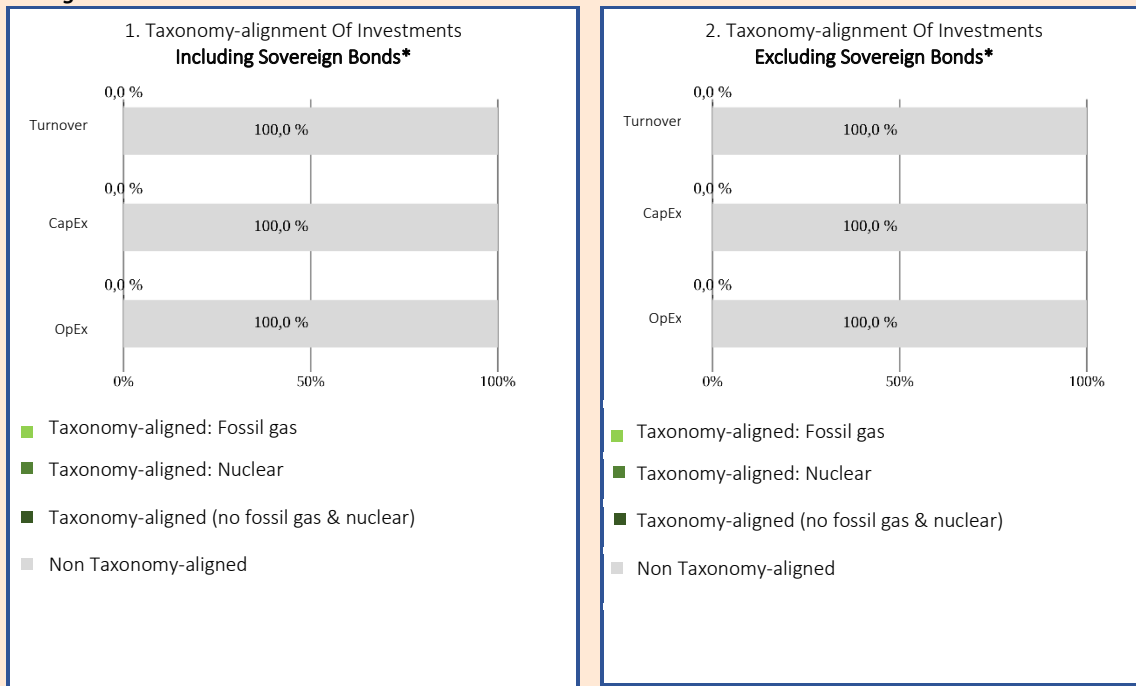 1. Taxonomy-alignment Of Investments
Including Sovereign Bonds*
0,0 %
Turnover
100,0 %
0,0 %
CapEx
100,0 %
0,0 %
OpEx
100,0 %
0%
50%
100%
Taxonomy-aligned: Fossil gas
Taxonomy-aligned: Nuclear
Taxonomy-aligned (no fossil gas & nuclear)
Non Taxonomy-aligned
2. Taxonomy-alignment Of Investments
Excluding Sovereign Bonds*
0,0 %
Turnover
100,0 %
0,0 %
CapEx
100,0 %
0,0 %
OpEx
100,0 %
0%
50%
100%
Taxonomy-aligned: Fossil gas
Taxonomy-aligned: Nuclear
Taxonomy-aligned (no fossil gas & nuclear)
Non Taxonomy-aligned